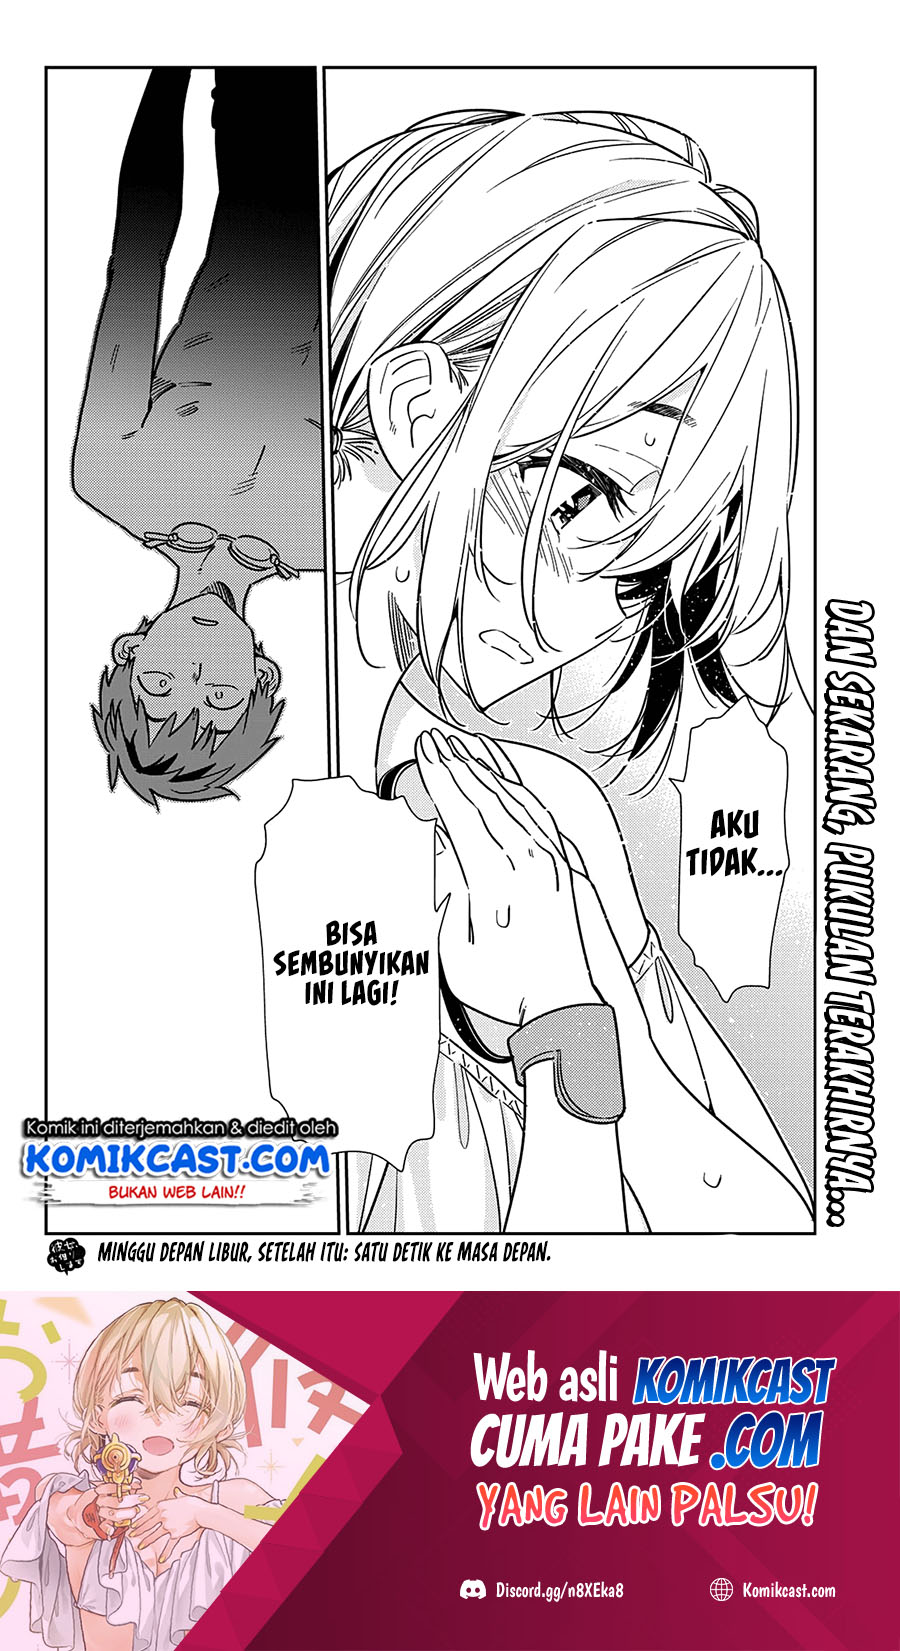 DAN SEKARANG, PUKULAN TERAKHIRNYA...
AKU
TIDAK...
BISA
SEMBUNYIKAN
INI LAGI!
Komik ini diterjemahkan & diedit oleh
KOMIKCAST.COM
BUKAN WEB LAIN!!
MINGGU DEPAN LIBUR, SETELAH ITU: SATU DETIK KE MASA DEPAN.
Web asli KOMIKCAST
CUMA PAKE .COM
YANG LAIN PALSU!
Discord.gg/n8XEka8
Komikcast.com